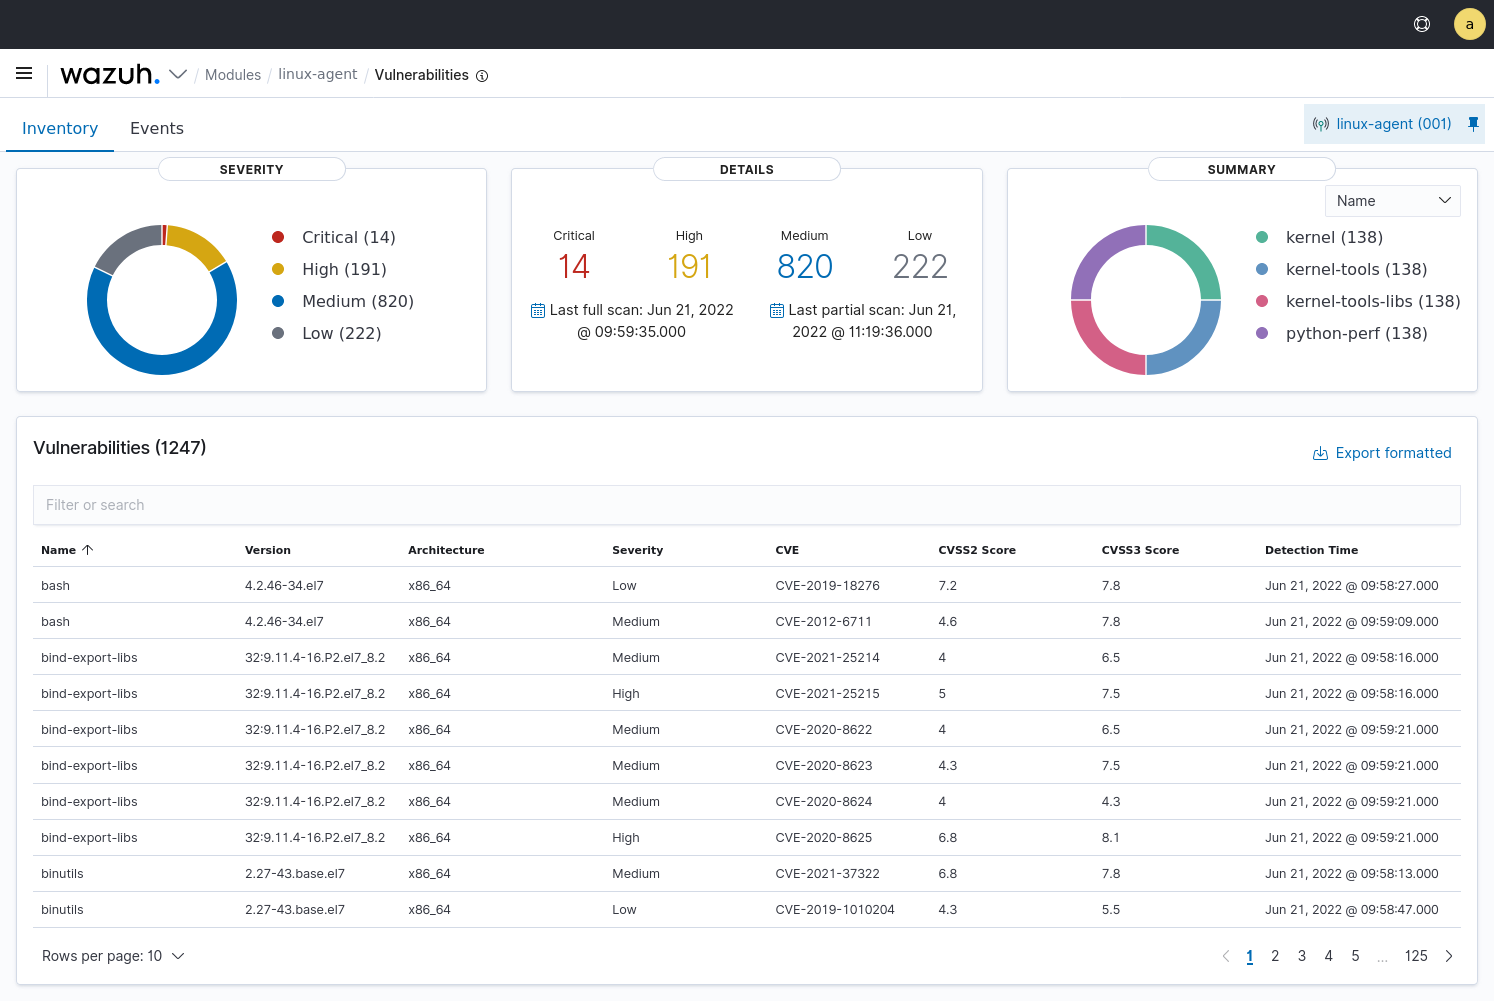 a
wazuh. / Modules / linux-agent / Vulnerabilities
Inventory Events linux-agent (001)
SEVERITY
Critical (14)
High (191)
Medium (820)
Low (222)
DETAILS
Critical High Medium Low
14 191 820 222
Last full scan: Jun 21, 2022
@ 09:59:35.000
Last partial scan: Jun 21,
2022 @ 11:19:36.000
SUMMARY
Name
kernel (138)
kernel-tools (138)
kernel-tools-libs (138)
python-perf (138)
Vulnerabilities (1247)
Export formatted
Filter or search
Name Version Architecture Severity CVE CVSS2 Score CVSS3 Score Detection Time
bash 4.2.46-34.el7 x86_64 Low CVE-2019-18276 7.2 7.8 Jun 21, 2022 @ 09:58:27.000
bash 4.2.46-34.el7 x86_64 Medium CVE-2012-6711 4.6 7.8 Jun 21, 2022 @ 09:59:09.000
bind-export-libs 32:9.11.4-16.P2.el7_8.2 x86_64 Medium CVE-2021-25214 4 6.5 Jun 21, 2022 @ 09:58:16.000
bind-export-libs 32:9.11.4-16.P2.el7_8.2 x86_64 High CVE-2021-25215 5 7.5 Jun 21, 2022 @ 09:58:16.000
bind-export-libs 32:9.11.4-16.P2.el7_8.2 x86_64 Medium CVE-2020-8622 4 6.5 Jun 21, 2022 @ 09:59:21.000
bind-export-libs 32:9.11.4-16.P2.el7_8.2 x86_64 Medium CVE-2020-8623 4.3 7.5 Jun 21, 2022 @ 09:59:21.000
bind-export-libs 32:9.11.4-16.P2.el7_8.2 x86_64 Medium CVE-2020-8624 4 4.3 Jun 21, 2022 @ 09:59:21.000
bind-export-libs 32:9.11.4-16.P2.el7_8.2 x86_64 High CVE-2020-8625 6.8 8.1 Jun 21, 2022 @ 09:59:21.000
binutils 2.27-43.base.el7 x86_64 Medium CVE-2021-37322 6.8 7.8 Jun 21, 2022 @ 09:58:13.000
binutils 2.27-43.base.el7 x86_64 Low CVE-2019-1010204 4.3 5.5 Jun 21, 2022 @ 09:58:47.000
Rows per page: 10 1 2 3 4 5 ... 125